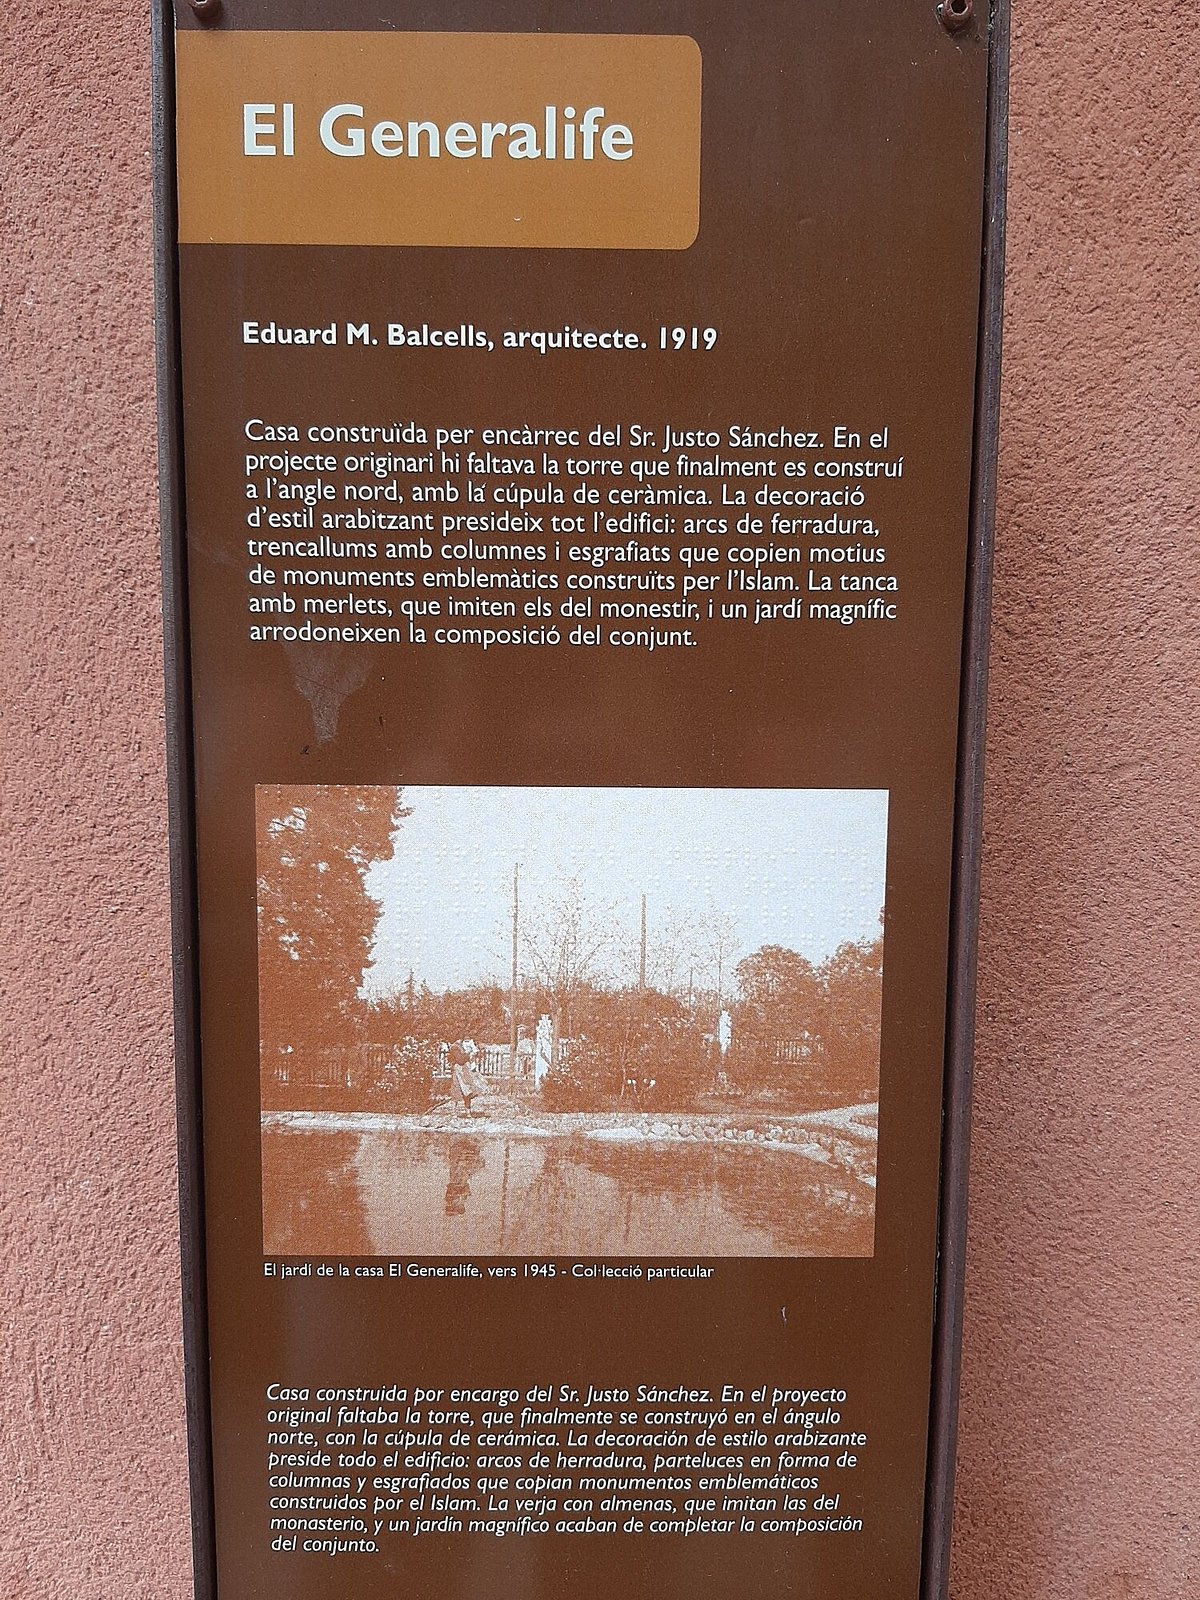 El Generalife
Eduard M. Balcells, arquitecte. 1919
Casa construïda per encàrrec del Sr. Justo Sánchez. En el
projecte originari hi faltava la torre que finalment es construí
a l'angle nord, amb la cúpula de ceràmica. La decoració
d'estil arabitzant presideix tot l'edifici: arcs de ferradura,
trencallums amb columnes i esgrafiats que copien motius
de monuments emblemàtics construïts per l'Islam. La tanca
amb merlets, que imiten els del monestir, i un jardí magnífic
arrodoneixen la composició del conjunt.
El jardí de la casa El Generalife, vers 1945 - Col·lecció particular
Casa construida por encargo del Sr. Justo Sánchez. En el proyecto
original faltaba la torre, que finalmente se construyó en el ángulo
norte, con la cúpula de cerámica. La decoración de estilo arabizante
preside todo el edificio: arcos de herradura, parteluces en forma de
columnas y esgrafiados que copian monumentos emblemáticos
construidos por el Islam. La verja con almenas, que imitan las del
monasterio, y un jardín magnífico acaban de completar la composición
del conjunto.